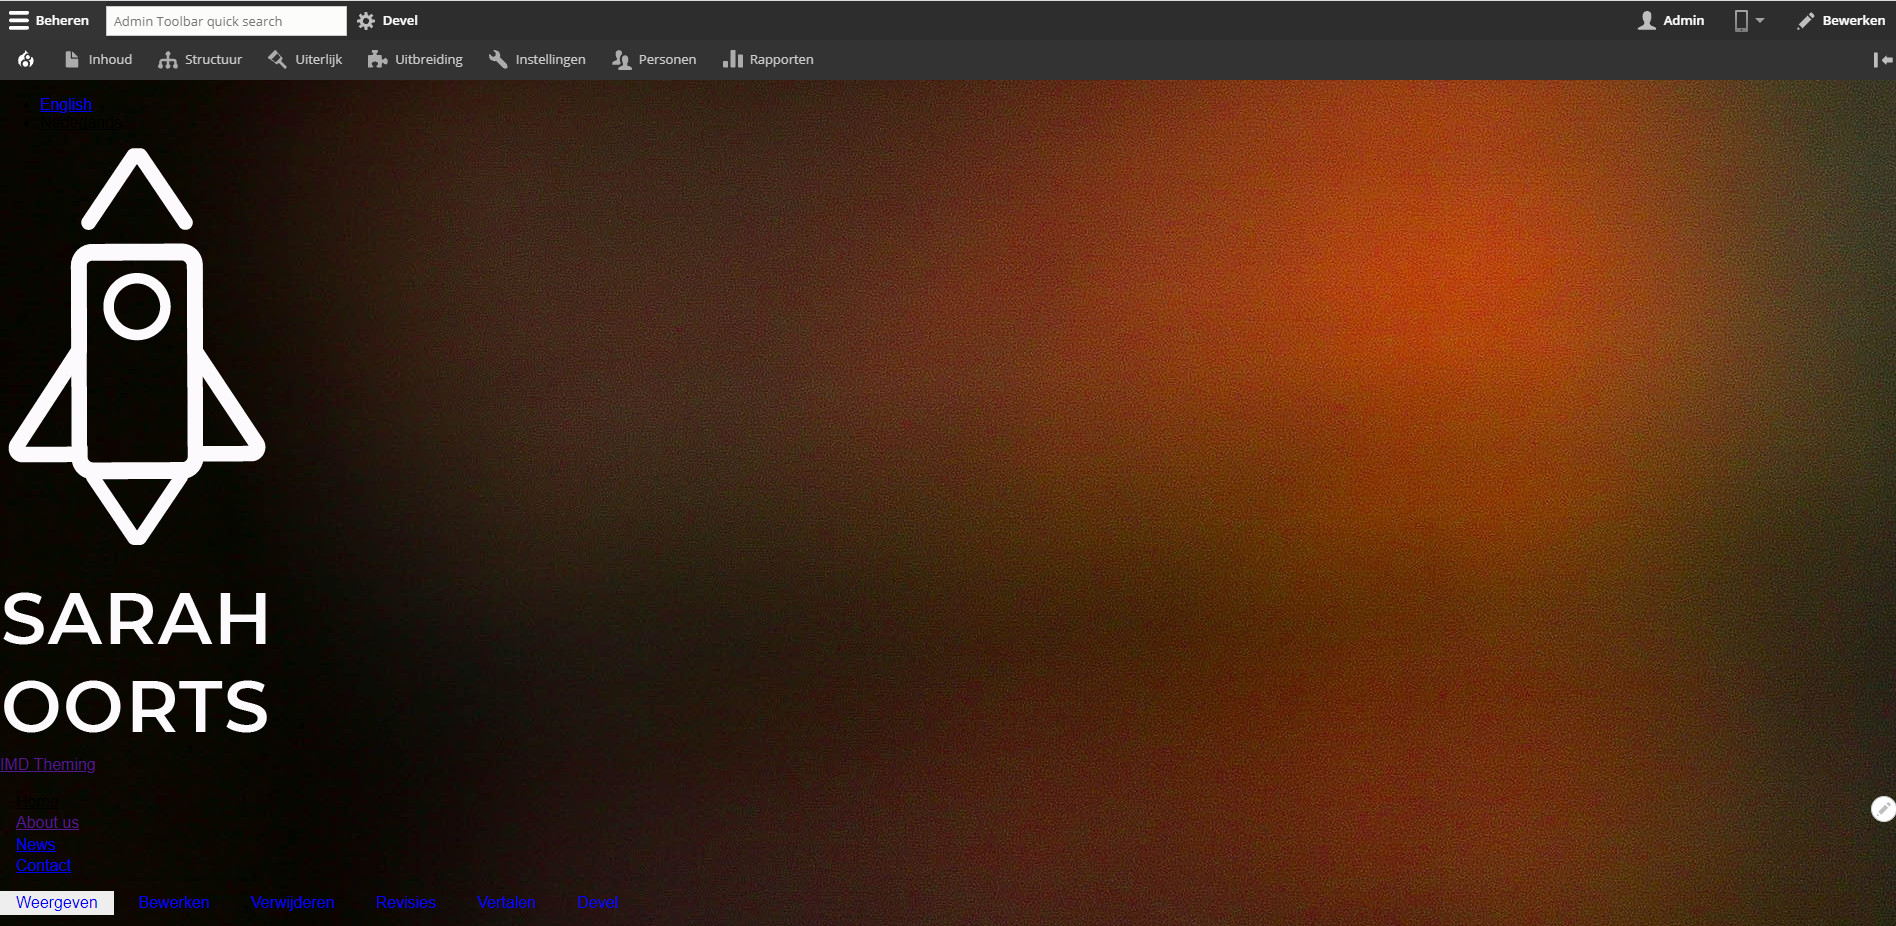 Beheren Admin Toolbar quick search Devel Admin Bewerken
Inhoud Structuur Uiterlijk Uitbreiding Instellingen Personen Rapporten
English
Nederlands
SARAH
OORTS
IMD Theming
Home
About us
News
Contact
Weergeven Bewerken Verwijderen Revisies Vertalen Devel